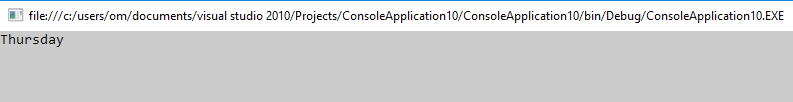 file:///c:/users/om/documents/visual studio 2010/Projects/ConsoleApplication10/ConsoleApplication10/bin/Debug/ConsoleApplication10.EXE
Thursday